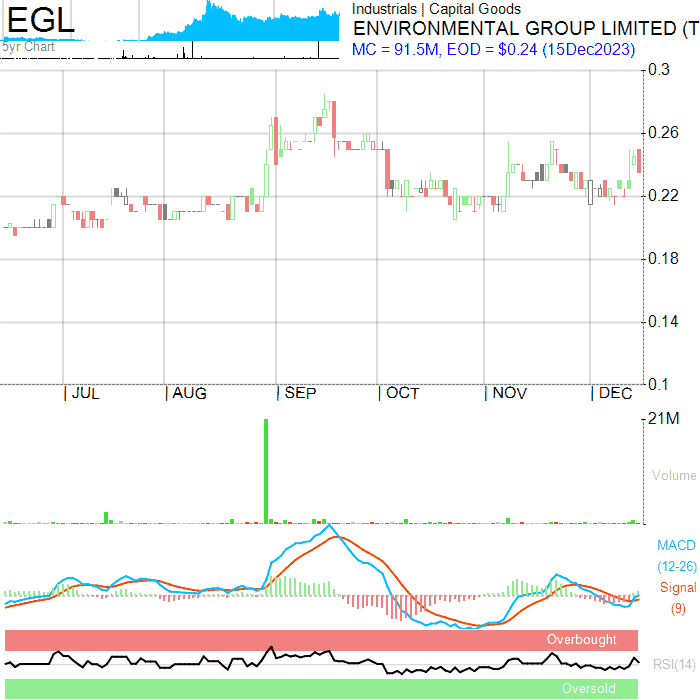 EGL
5yr Chart
Industrials | Capital Goods
ENVIRONMENTAL GROUP LIMITED (T
MC = 91.5M, EOD = $0.24 (15Dec2023)
0.3
0.26
0.22
0.18
0.14
0.1
JUL
AUG
SEP
OCT
NOV
DEC
21M
Volume
MACD
(12-26)
Signal
(9)
Overbought
RSI(14)
Oversold